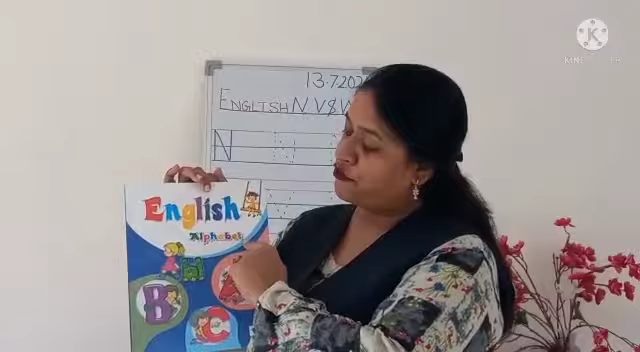 13.7.202
ENGLISH N, V & W
N
English
Alphabet
B
C
K